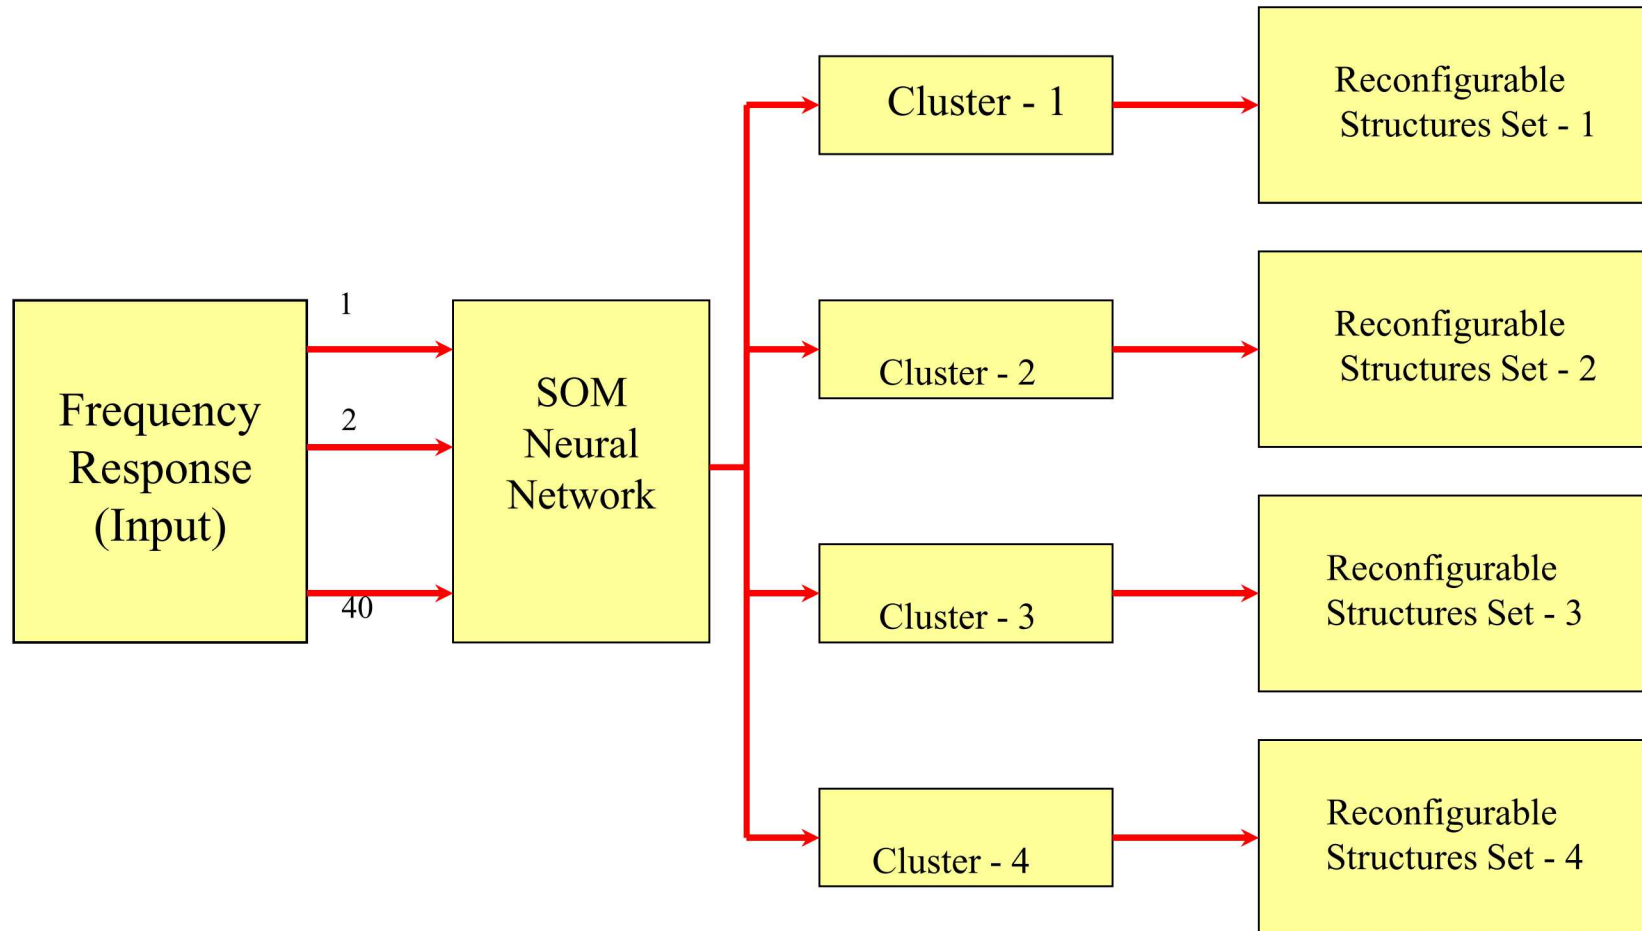 Frequency
Response
(Input)
1
2
40
SOM
Neural
Network
Cluster - 1
Cluster - 2
Cluster - 3
Cluster - 4
Reconfigurable
Structures Set - 1
Reconfigurable
Structures Set - 2
Reconfigurable
Structures Set - 3
Reconfigurable
Structures Set - 4